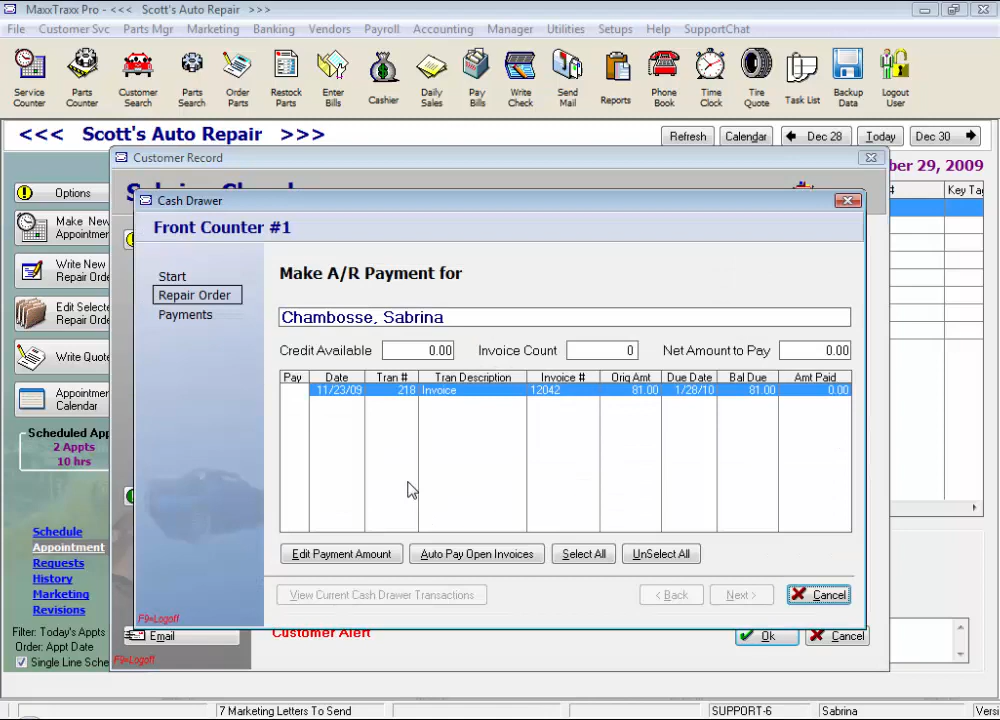 MaxxTraxx Pro - <<< Scott's Auto Repair >>>
File Customer Svc Parts Mgr Marketing Banking Vendors Payroll Accounting Manager Utilities Setups Help SupportChat
Service Counter
Parts Counter
Customer Search
Parts Search
Order Parts
Restock Parts
Enter Bills
Cashier
Daily Sales
Pay Bills
Write Check
Send Mail
Reports
Phone Book
Time Clock
Tire Quote
Task List
Backup Data
Logout User
<<< Scott's Auto Repair >>>
Refresh Calendar Dec 28 Today Dec 30
Customer Record
ber 29, 2009
Key Ta
Options
Make New
Appointmen
Write New
Repair Orde
Edit Selecte
Repair Orde
Write Quote
Appointmen
Calendar
Scheduled App
2 Appts
10 hrs
Schedule
Appointment
Requests
History
Marketing
Revisions
Filter: Today's Appts
Order: Appt Date
Single Line Sche
Cash Drawer
Front Counter #1
Start
Repair Order
Payments
F9=Logoff
Make A/R Payment for
Chambosse, Sabrina
Credit Available 0.00 Invoice Count 0 Net Amount to Pay 0.00
Pay Date Tran # Tran Description Invoice # Orig Amt Due Date Bal Due Amt Paid
11/23/09 218 Invoice 12042 81.00 1/28/10 81.00 0.00
Edit Payment Amount Auto Pay Open Invoices Select All UnSelect All
View Current Cash Drawer Transactions < Back Next > Cancel
Email
Customer Alert
Ok Cancel
F9=Logoff
7 Marketing Letters To Send SUPPORT-6 Sabrina Versi